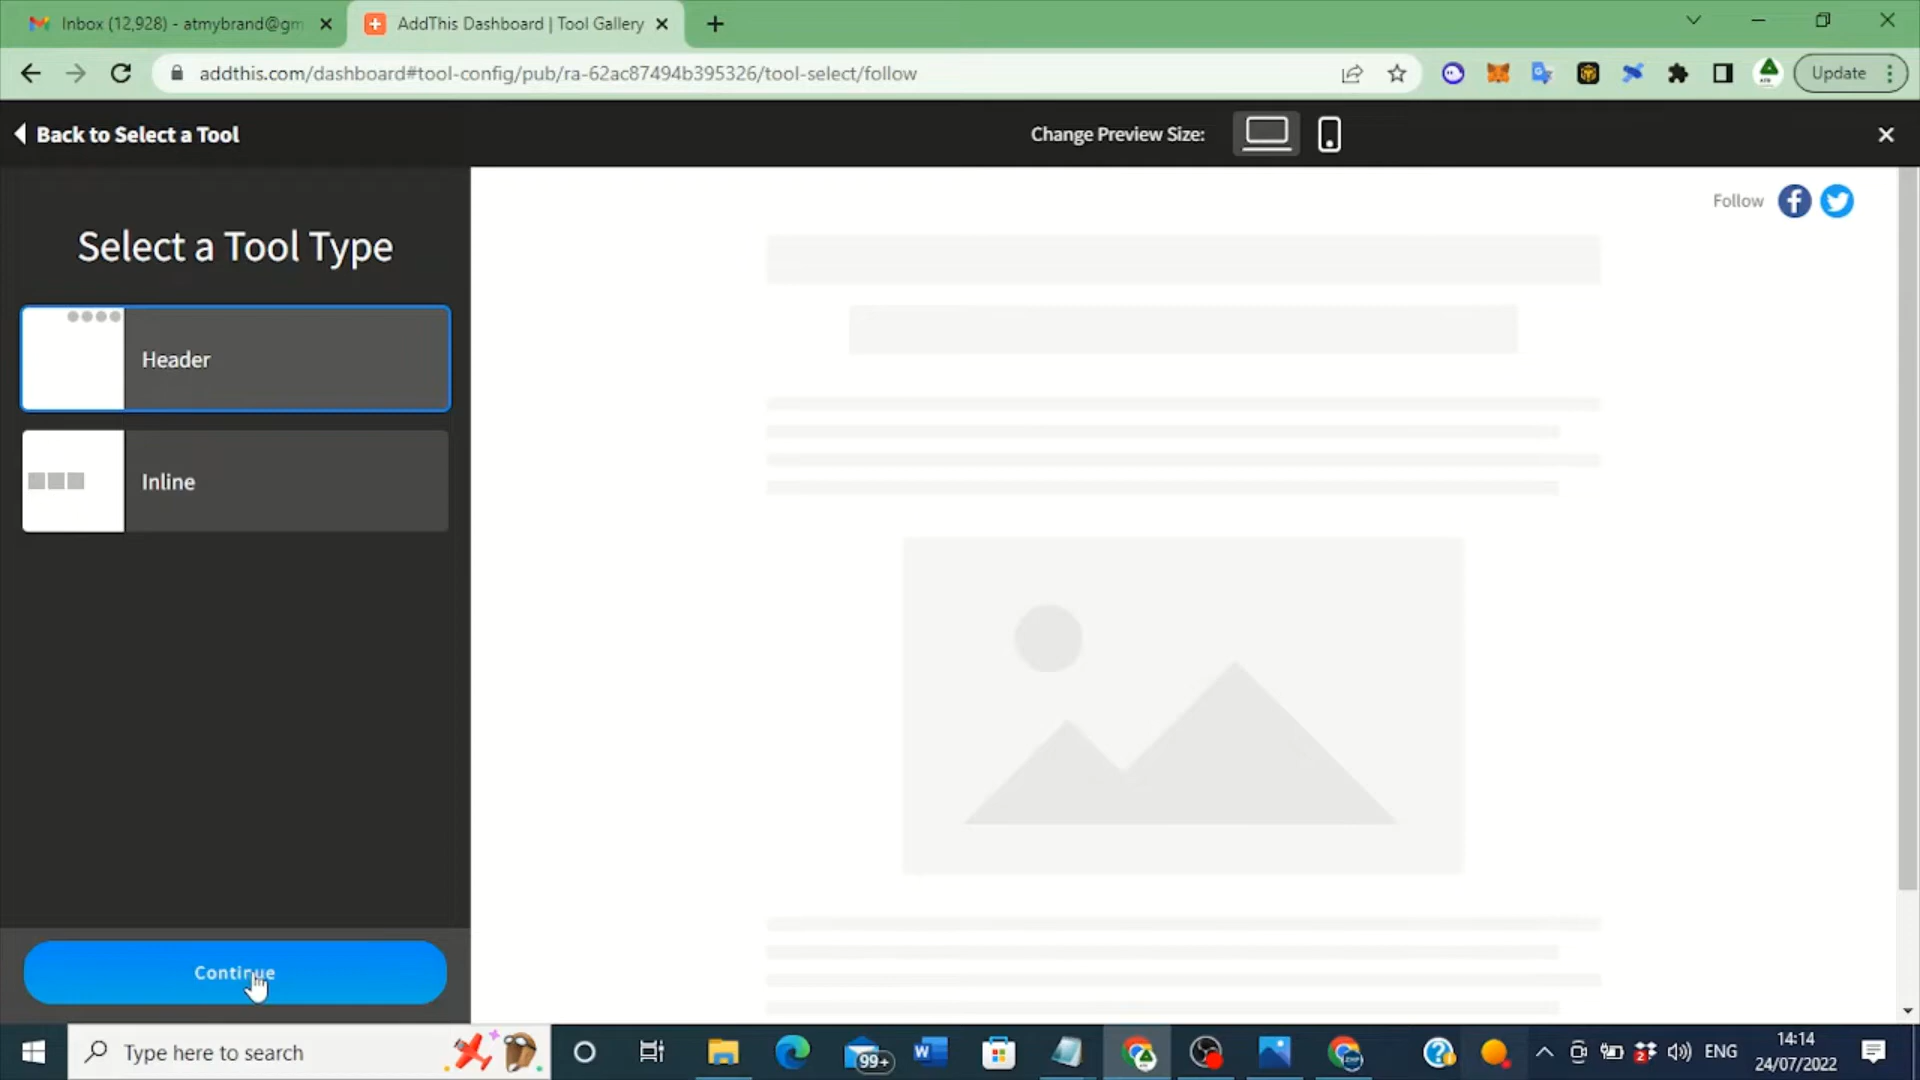 Inbox (12,928) - atmybrand@gm
AddThis Dashboard | Tool Gallery
addthis.com/dashboard#tool-config/pub/ra-62ac87494b395326/tool-select/follow
Update
Back to Select a Tool
Change Preview Size:
Select a Tool Type
Header
Inline
Continue
Follow
Type here to search
99+
ENG
14:14
24/07/2022